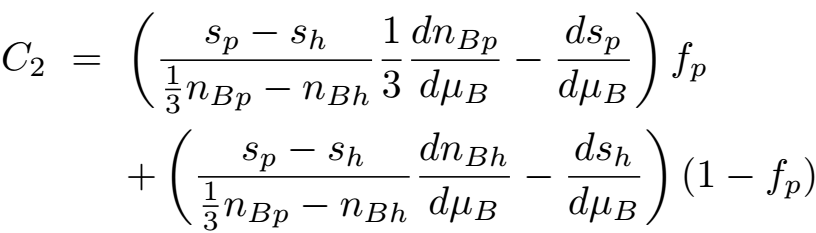 $C_2 = \left( \frac{s_p - s_h}{\frac{1}{3} n_{Bp} - n_{Bh}} \frac{1}{3} \frac{dn_{Bp}}{d\mu_B} - \frac{ds_p}{d\mu_B} \right) f_p$
$+ \left( \frac{s_p - s_h}{\frac{1}{3} n_{Bp} - n_{Bh}} \frac{dn_{Bh}}{d\mu_B} - \frac{ds_h}{d\mu_B} \right) (1 - f_p)$